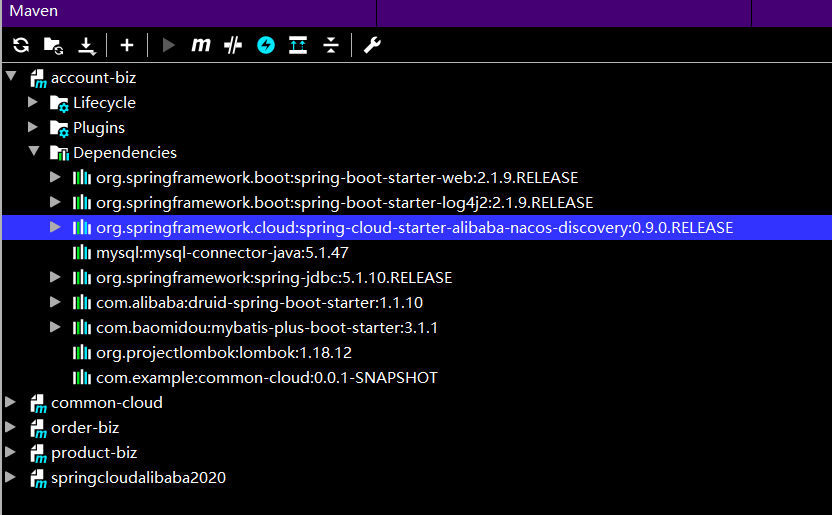 Maven
account-biz
Lifecycle
Plugins
Dependencies
org.springframework.boot:spring-boot-starter-web:2.1.9.RELEASE
org.springframework.boot:spring-boot-starter-log4j2:2.1.9.RELEASE
org.springframework.cloud:spring-cloud-starter-alibaba-nacos-discovery:0.9.0.RELEASE
mysql:mysql-connector-java:5.1.47
org.springframework:spring-jdbc:5.1.10.RELEASE
com.alibaba:druid-spring-boot-starter:1.1.10
com.baomidou:mybatis-plus-boot-starter:3.1.1
org.projectlombok:lombok:1.18.12
com.example:common-cloud:0.0.1-SNAPSHOT
common-cloud
order-biz
product-biz
springcloudalibaba2020